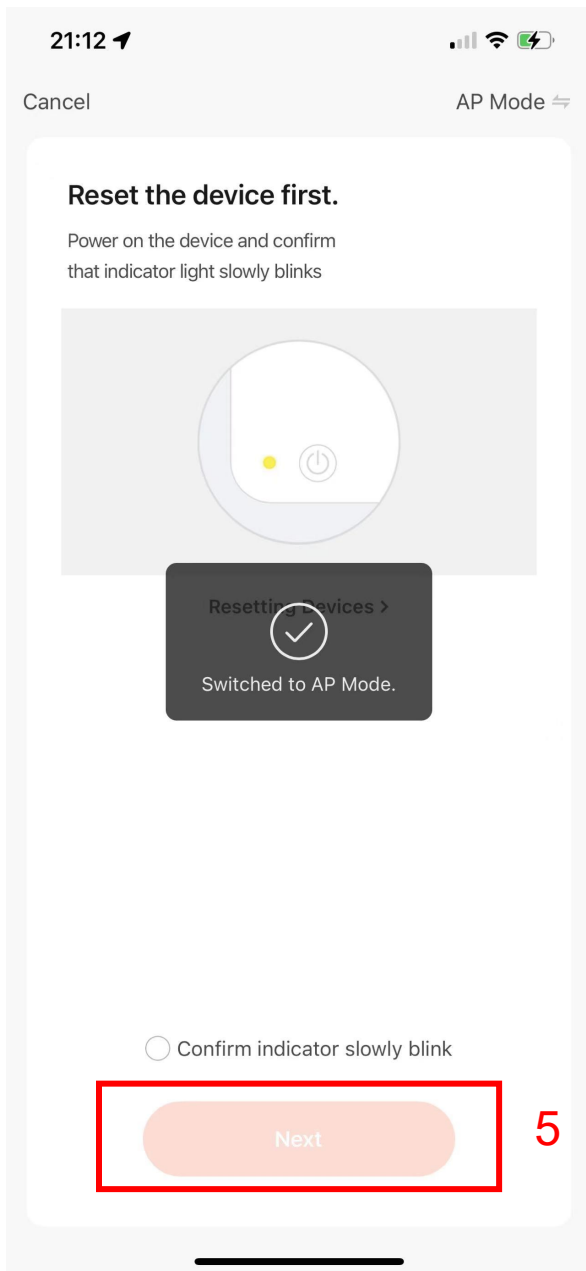 21:12
Cancel
AP Mode
Reset the device first.
Power on the device and confirm
that indicator light slowly blinks
Resetting Devices >
Switched to AP Mode.
Confirm indicator slowly blink
Next
5